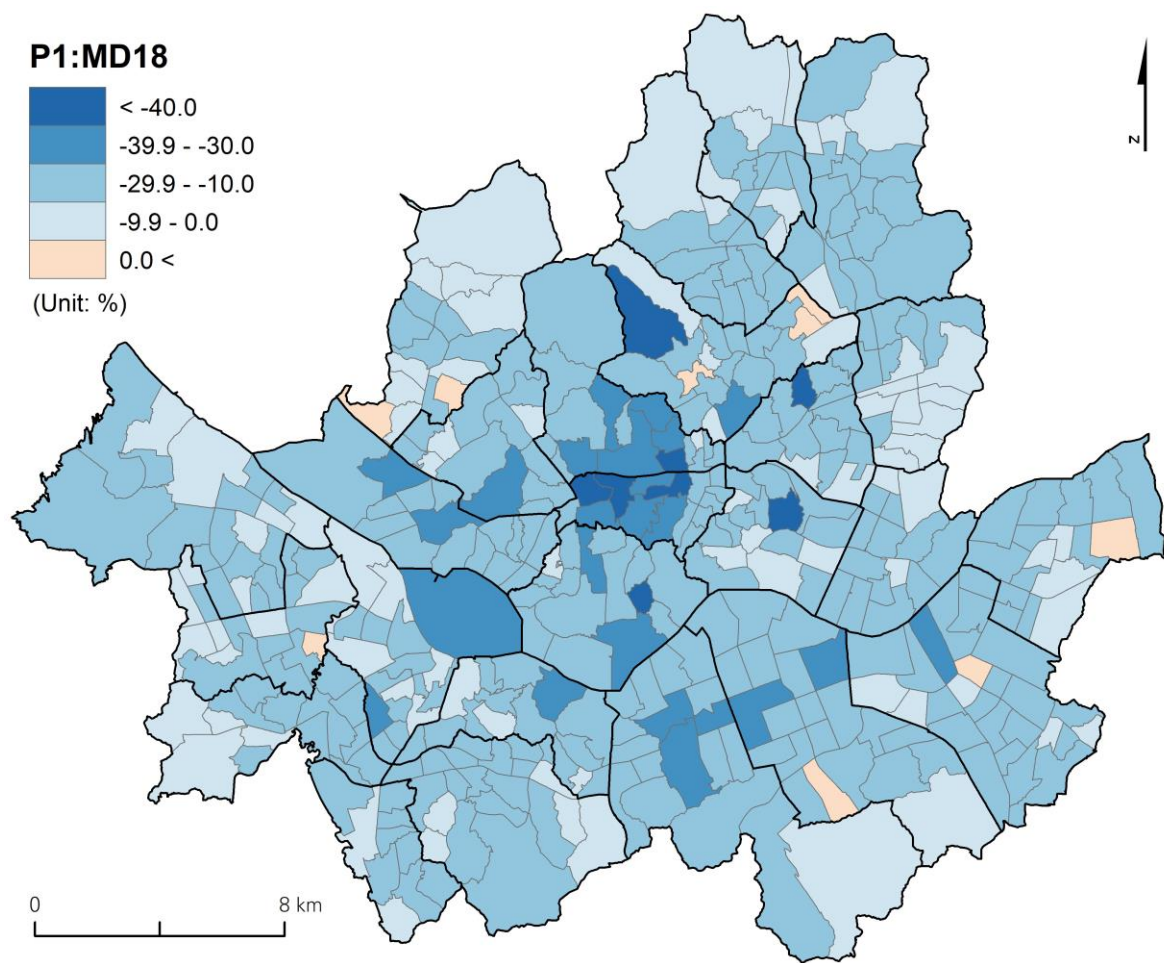 P1:MD18
< -40.0
-39.9 - -30.0
-29.9 - -10.0
-9.9 - 0.0
0.0 <
(Unit: %)
z
0 8 km